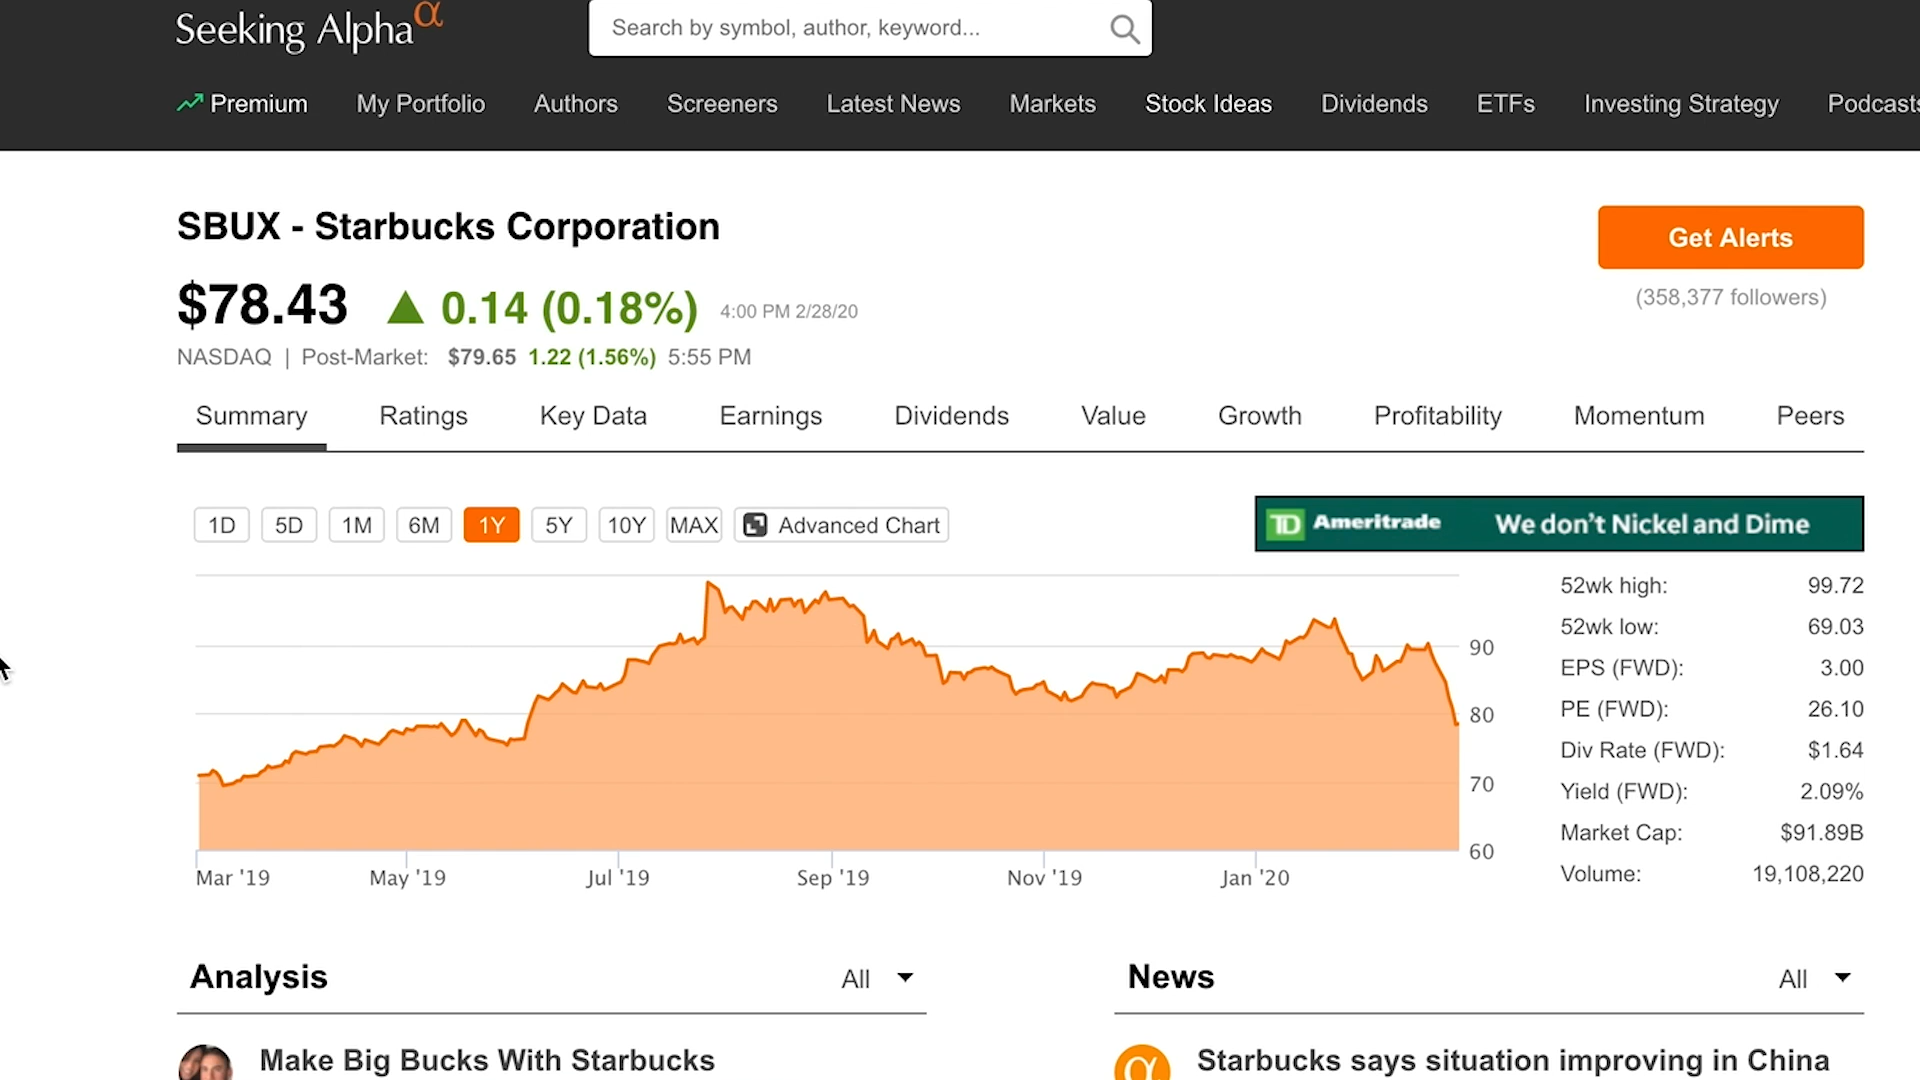 Seeking Alpha α
Search by symbol, author, keyword...
Premium My Portfolio Authors Screeners Latest News Markets Stock Ideas Dividends ETFs Investing Strategy Podcasts
SBUX - Starbucks Corporation
Get Alerts
$78.43 ▲ 0.14 (0.18%) 4:00 PM 2/28/20
(358,377 followers)
NASDAQ | Post-Market: $79.65 1.22 (1.56%) 5:55 PM
Summary Ratings Key Data Earnings Dividends Value Growth Profitability Momentum Peers
1D 5D 1M 6M 1Y 5Y 10Y MAX Advanced Chart
TD Ameritrade We don't Nickel and Dime
52wk high: 99.72
52wk low: 69.03
EPS (FWD): 3.00
PE (FWD): 26.10
Div Rate (FWD): $1.64
Yield (FWD): 2.09%
Market Cap: $91.89B
Volume: 19,108,220
90
80
70
60
Mar '19 May '19 Jul '19 Sep '19 Nov '19 Jan '20
Analysis All
News All
Make Big Bucks With Starbucks
α Starbucks says situation improving in China